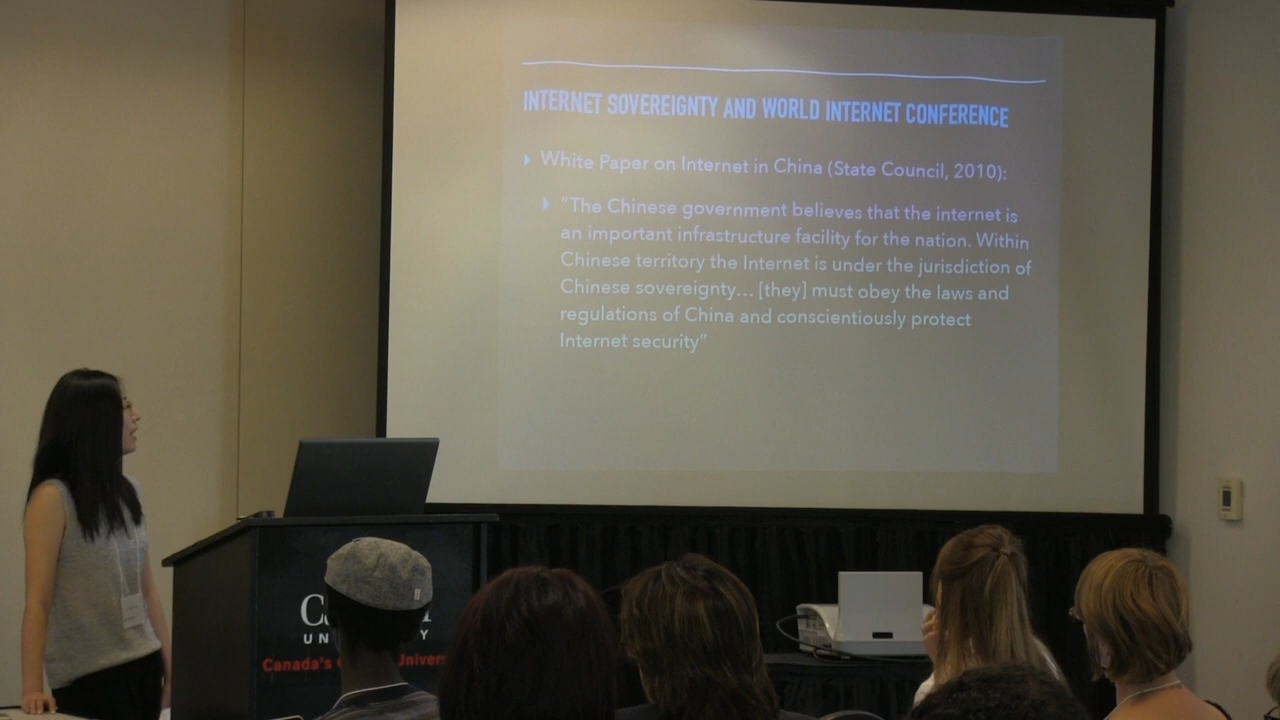 INTERNET SOVEREIGNTY AND WORLD INTERNET CONFERENCE
White Paper on Internet in China (State Council, 2010):
“The Chinese government believes that the internet is
an important infrastructure facility for the nation. Within
Chinese territory the Internet is under the jurisdiction of
Chinese sovereignty… [they] must obey the laws and
regulations of China and conscientiously protect
Internet security”
Canada's